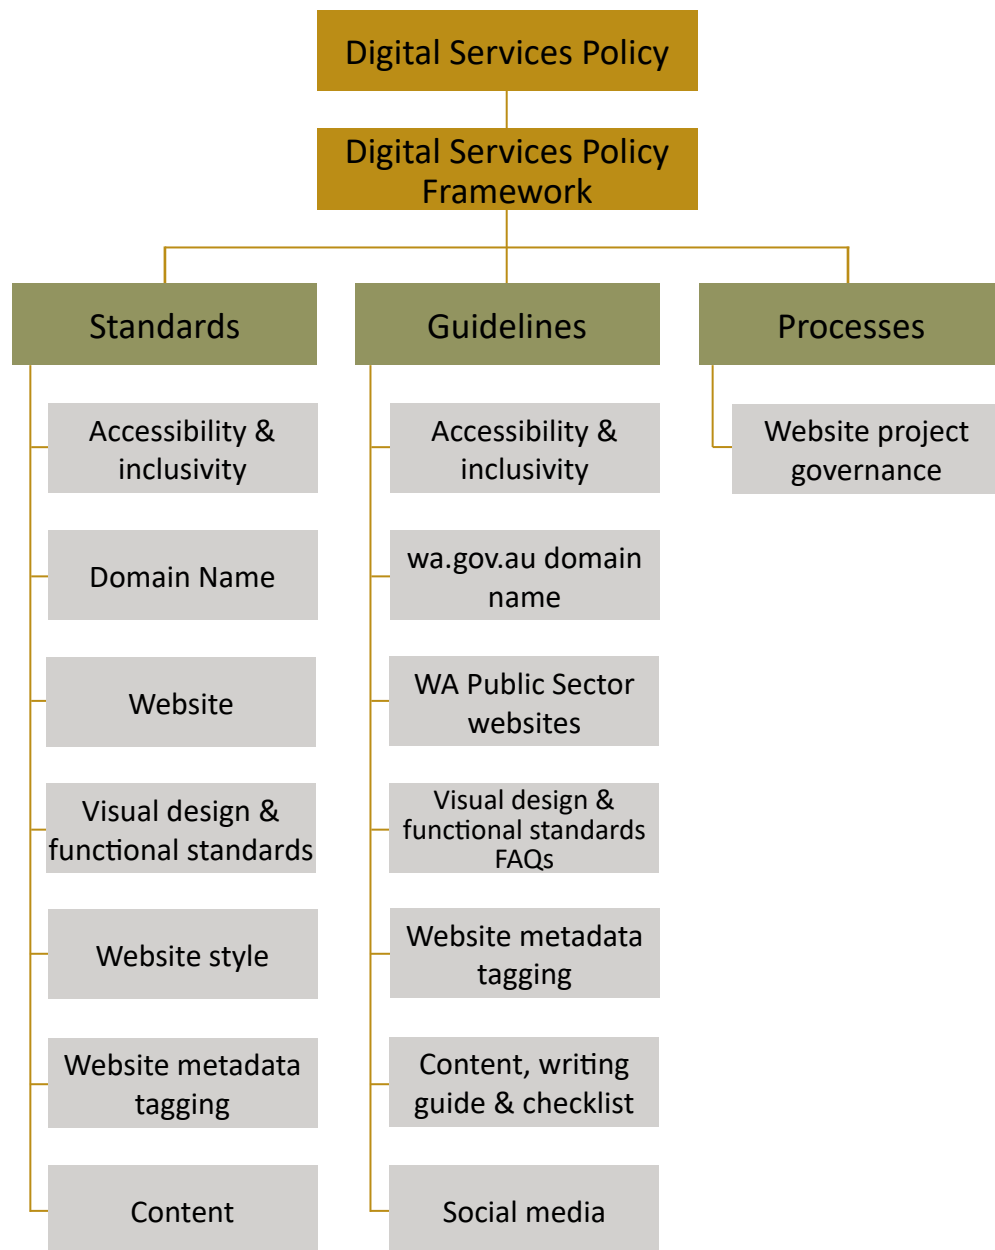 Digital Services Policy
Digital Services Policy
Framework
Standards
Accessibility &
inclusivity
Domain Name
Website
Visual design &
functional standards
Website style
Website metadata
tagging
Content
Guidelines
Accessibility &
inclusivity
wa.gov.au domain
name
WA Public Sector
websites
Visual design &
functional standards
FAQs
Website metadata
tagging
Content, writing
guide & checklist
Social media
Processes
Website project
governance